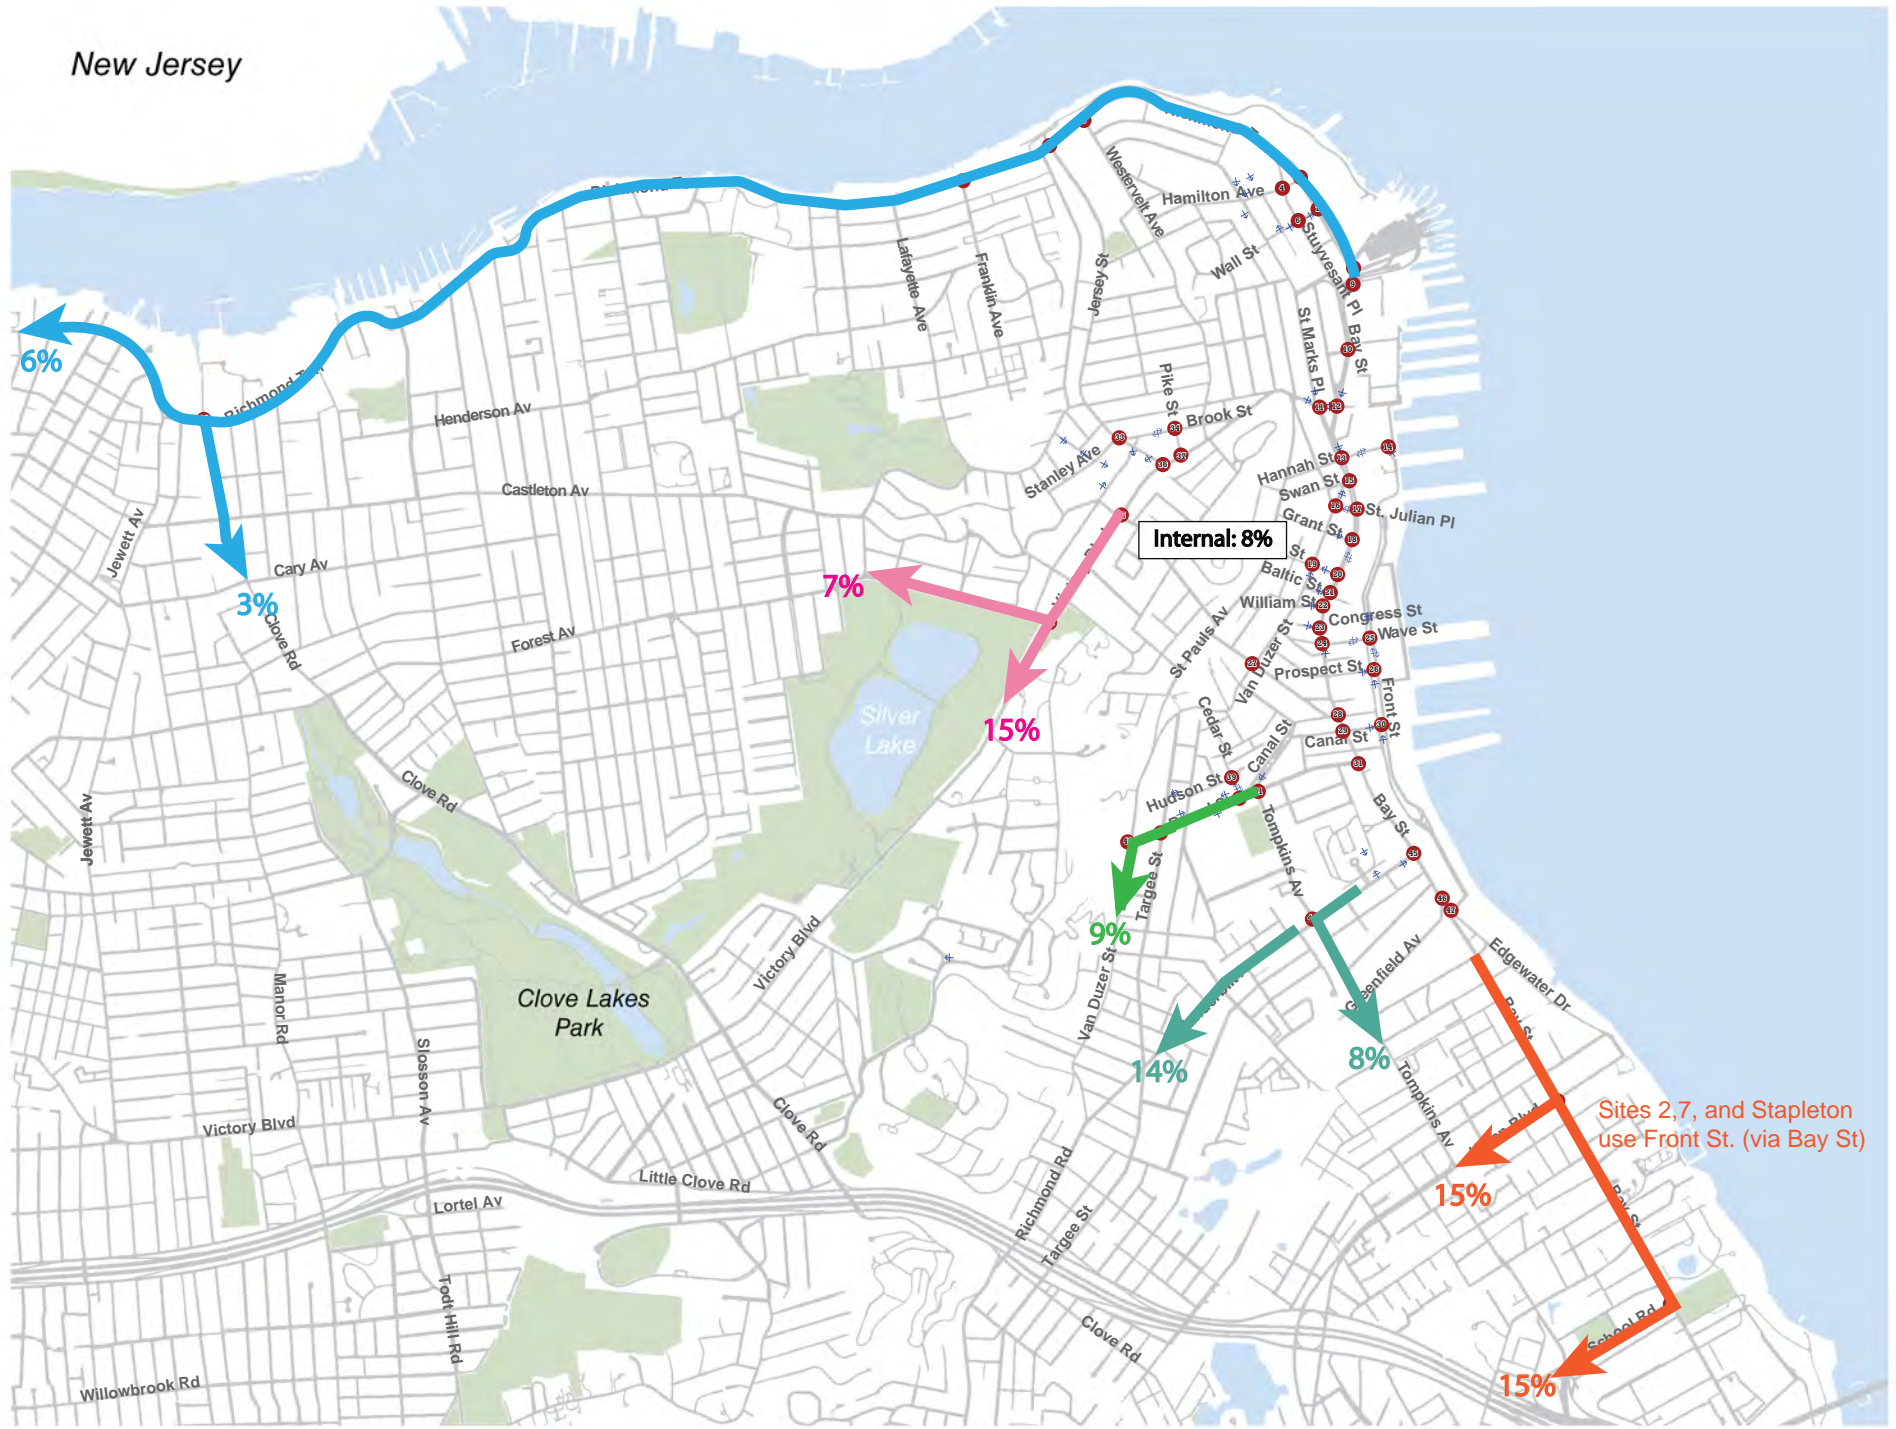 New Jersey
Hamilton Ave
Westervelt Ave
Wall St
Stuyvesant Pl
Lafayette Ave
Franklin Ave
Jersey St
St Marks Pl
Bay St
6%
Richmond Ter
Henderson Av
Pike St
Brook St
Stanley Ave
Hannah St
Swan St
St. Julian Pl
Grant St
Castleton Av
Jewett Av
Internal: 8%
Cary Av
3%
7%
St
Baltic St
William St
Congress St
Wave St
Clove Rd
Forest Av
St Pauls Av
Van Duzer St
Prospect St
Front St
Silver
Lake
15%
Cedar St
Canal St
Canal St
Hudson St
Clove Rd
Jewett Av
Bay St
Tompkins Av
Targee St
9%
Victory Blvd
Greenfield Av
Edgewater Dr
Manor Rd
Clove Lakes
Park
Van Duzer St
Bay St
14%
8%
Slosson Av
Tompkins Av
Sites 2,7, and Stapleton
use Front St. (via Bay St)
Victory Blvd
Clove Rd
15%
Little Clove Rd
Lortel Av
Richmond Rd
Targee St
Bay St
Todt Hill Rd
Clove Rd
School Rd
Willowbrook Rd
15%